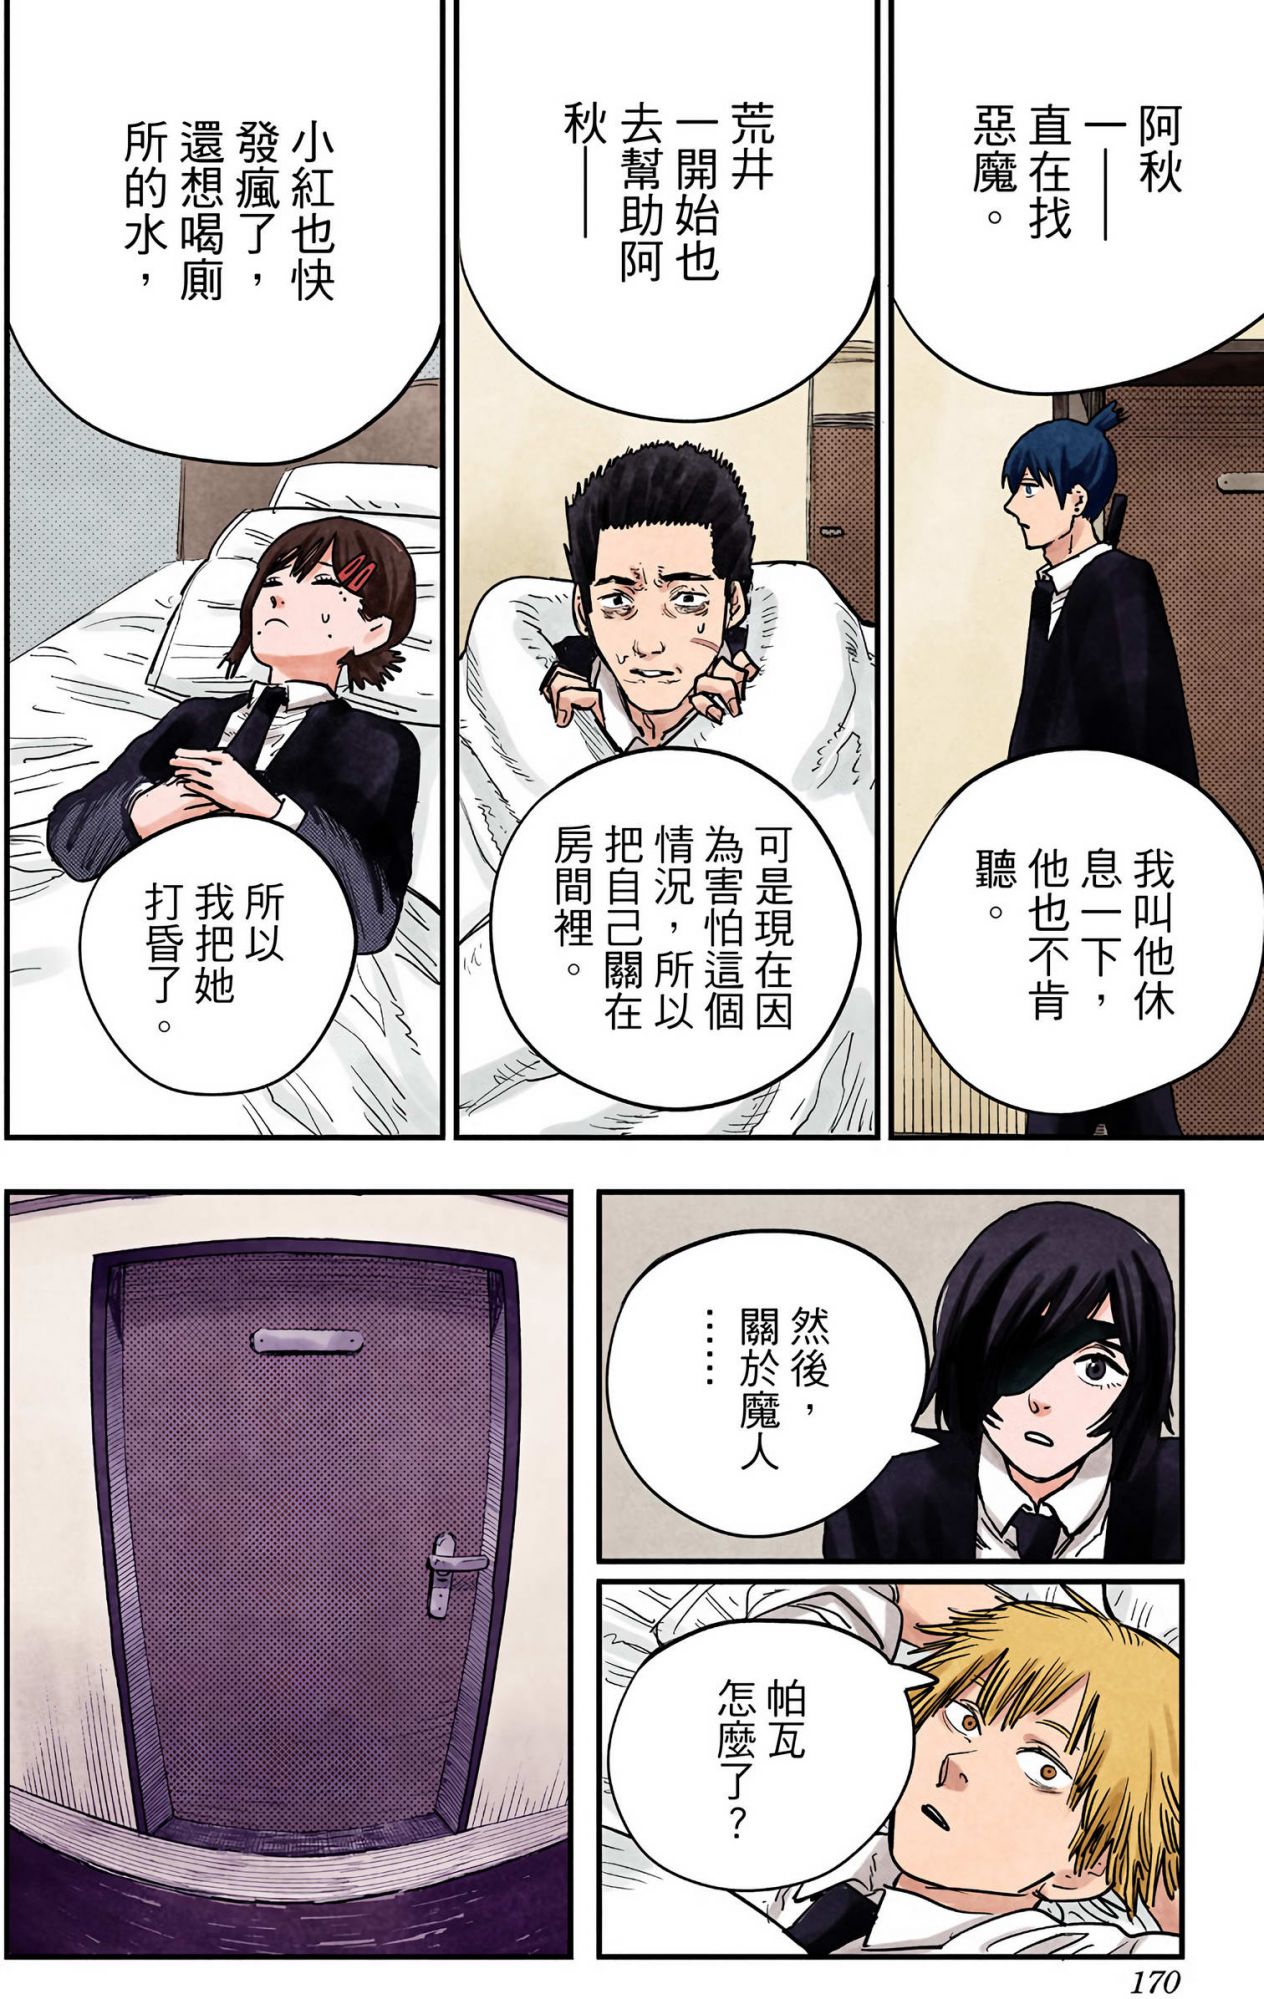 阿秋
一——
直在找
惡魔。
我叫他休
息一下，
他也不肯
聽。
荒井
一開始也
去幫助阿
秋——
可是現在因
為害怕這個
情況，所以
把自己關在
房間裡。
小紅也快
發瘋了，
還想喝廁
所的水，
所以
我把她
打昏了。
然後，
關於魔人
……
帕瓦
怎麼了？
170